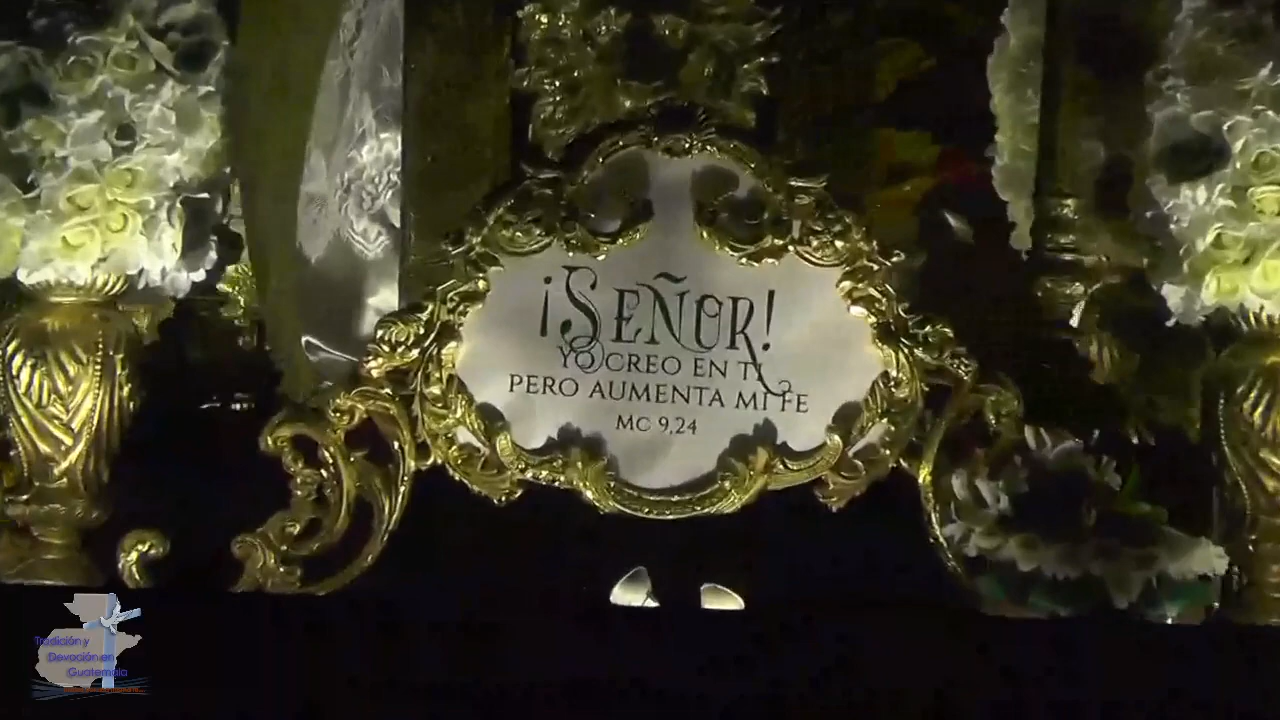 ¡SEÑOR!
YO CREO EN TI
PERO AUMENTA MI FE
MC 9,24
Tradición y
Devoción en
Guatemala